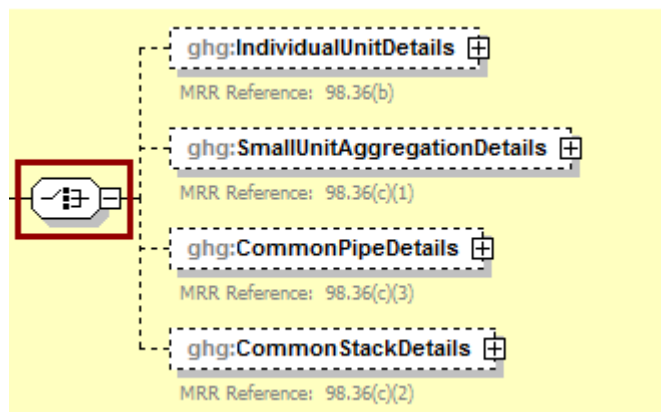 ghg:IndividualUnitDetails
MRR Reference: 98.36(b)
ghg:SmallUnitAggregationDetails
MRR Reference: 98.36(c)(1)
ghg:CommonPipeDetails
MRR Reference: 98.36(c)(3)
ghg:CommonStackDetails
MRR Reference: 98.36(c)(2)